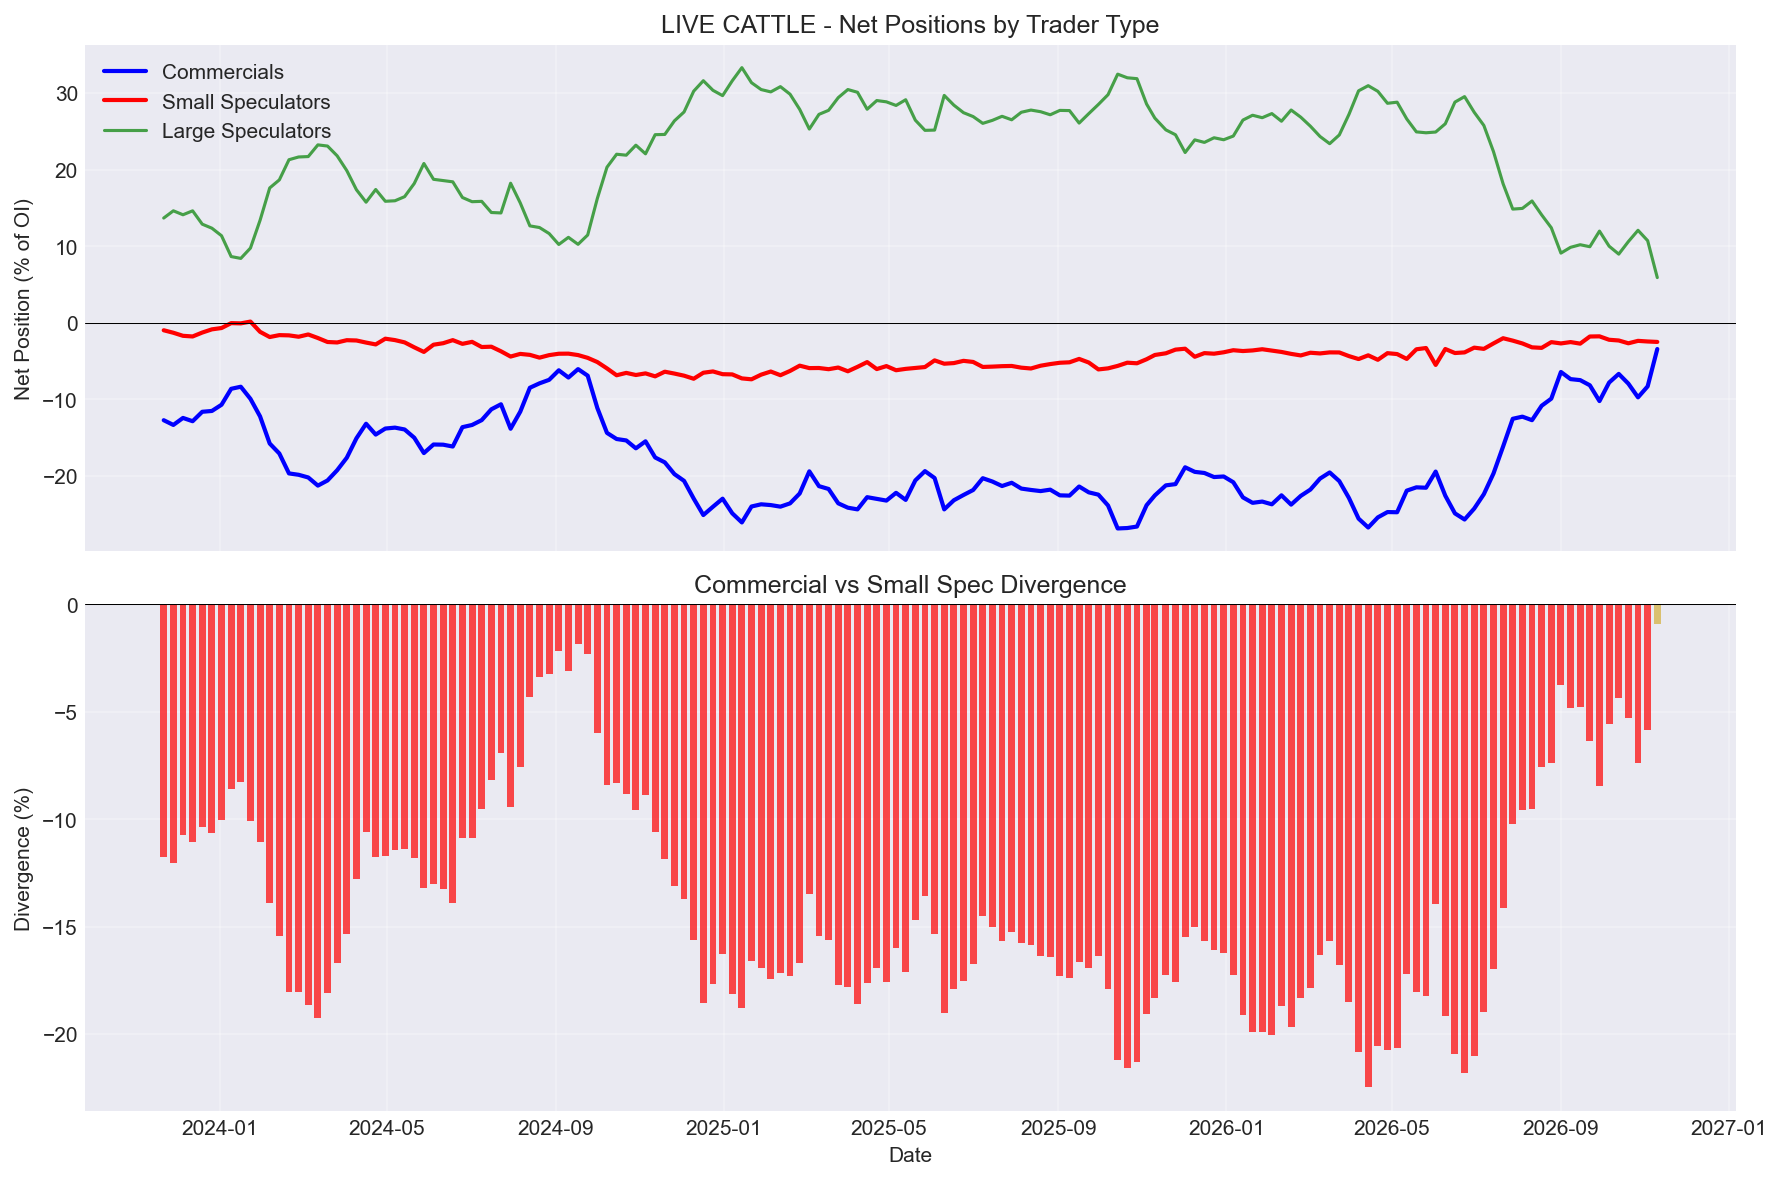 LIVE CATTLE - Net Positions by Trader Type
Commercials
Small Speculators
Large Speculators
Net Position (% of OI)
30
20
10
0
−10
−20
Commercial vs Small Spec Divergence
Divergence (%)
0
−5
−10
−15
−20
2024-01 2024-05 2024-09 2025-01 2025-05 2025-09 2026-01 2026-05 2026-09 2027-01
Date